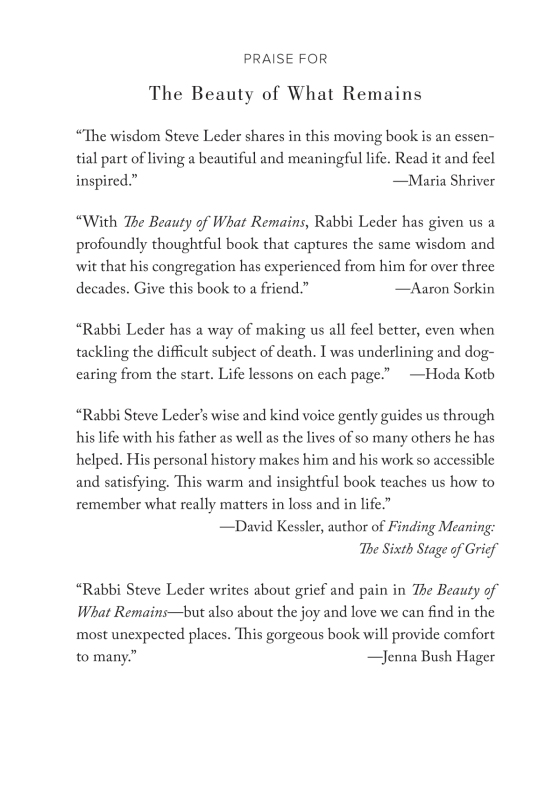 PRAISE FOR
The Beauty of What Remains
“The wisdom Steve Leder shares in this moving book is an essen-
tial part of living a beautiful and meaningful life. Read it and feel
inspired.” —Maria Shriver
“With The Beauty of What Remains, Rabbi Leder has given us a
profoundly thoughtful book that captures the same wisdom and
wit that his congregation has experienced from him for over three
decades. Give this book to a friend.” —Aaron Sorkin
“Rabbi Leder has a way of making us all feel better, even when
tackling the difficult subject of death. I was underlining and dog-
earing from the start. Life lessons on each page.” —Hoda Kotb
“Rabbi Steve Leder’s wise and kind voice gently guides us through
his life with his father as well as the lives of so many others he has
helped. His personal history makes him and his work so accessible
and satisfying. This warm and insightful book teaches us how to
remember what really matters in loss and in life.”
—David Kessler, author of Finding Meaning:
The Sixth Stage of Grief
“Rabbi Steve Leder writes about grief and pain in The Beauty of
What Remains—but also about the joy and love we can find in the
most unexpected places. This gorgeous book will provide comfort
to many.” —Jenna Bush Hager